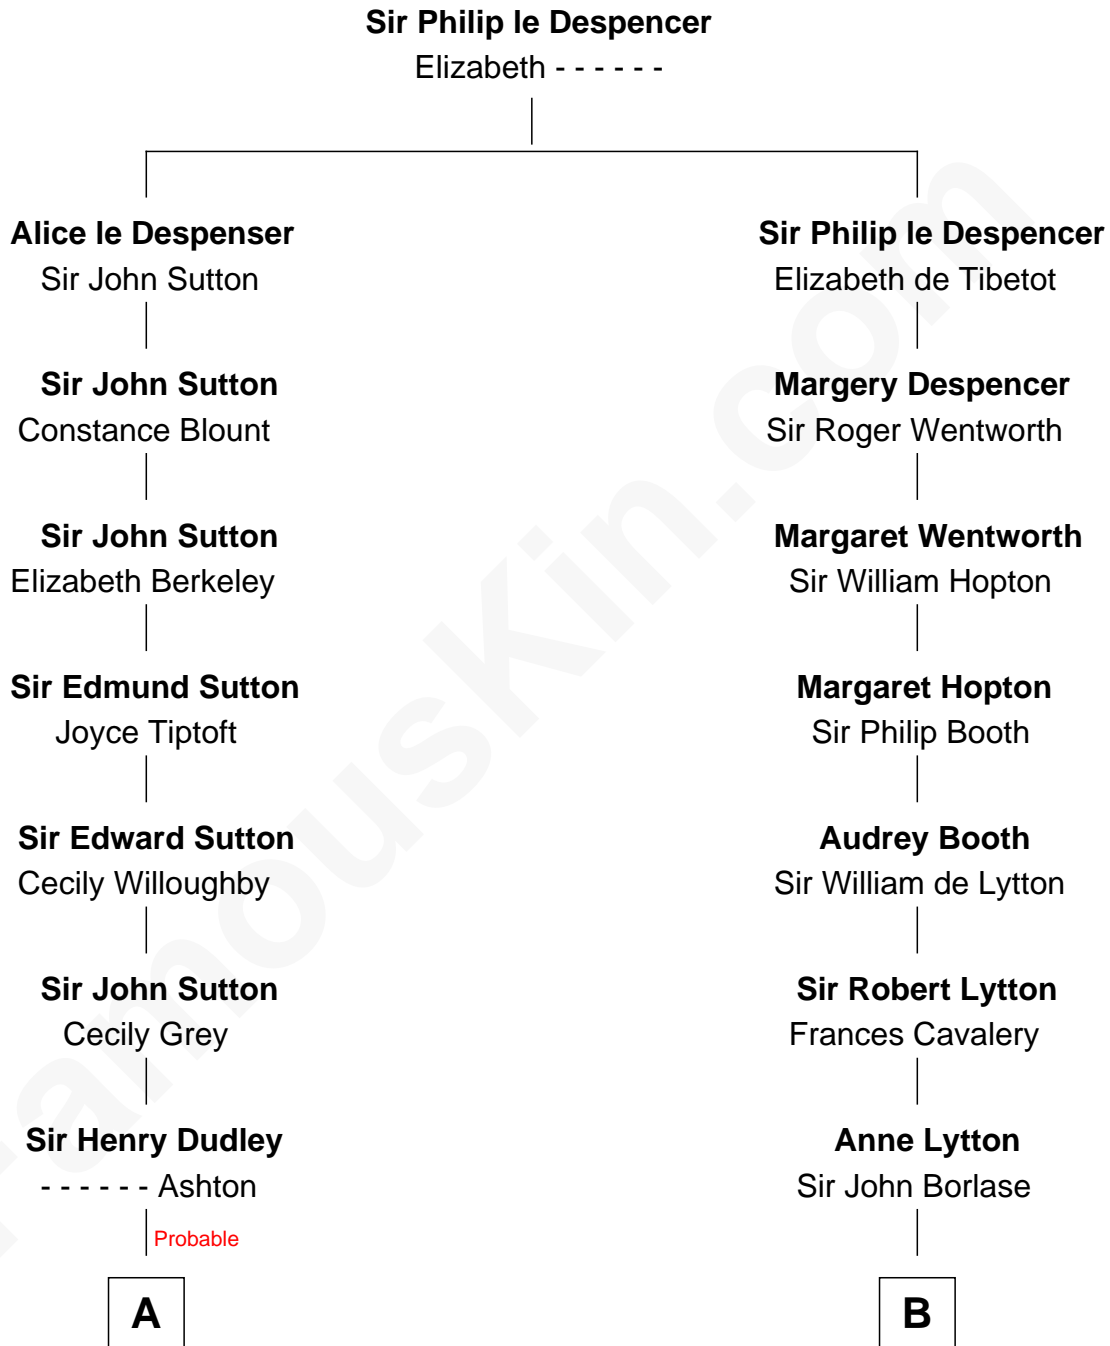 Sir Philip le Despencer
Elizabeth - - - - - -
Alice le Despenser
Sir John Sutton
Sir Philip le Despencer
Elizabeth de Tibetot
Sir John Sutton
Constance Blount
Margery Despencer
Sir Roger Wentworth
Sir John Sutton
Elizabeth Berkeley
Margaret Wentworth
Sir William Hopton
Sir Edmund Sutton
Joyce Tiptoft
Margaret Hopton
Sir Philip Booth
Sir Edward Sutton
Cecily Willoughby
Audrey Booth
Sir William de Lytton
Sir John Sutton
Cecily Grey
Sir Robert Lytton
Frances Cavalery
Sir Henry Dudley
- - - - - - Ashton
Anne Lytton
Sir John Borlase
Probable
A
B
FamousKin.com